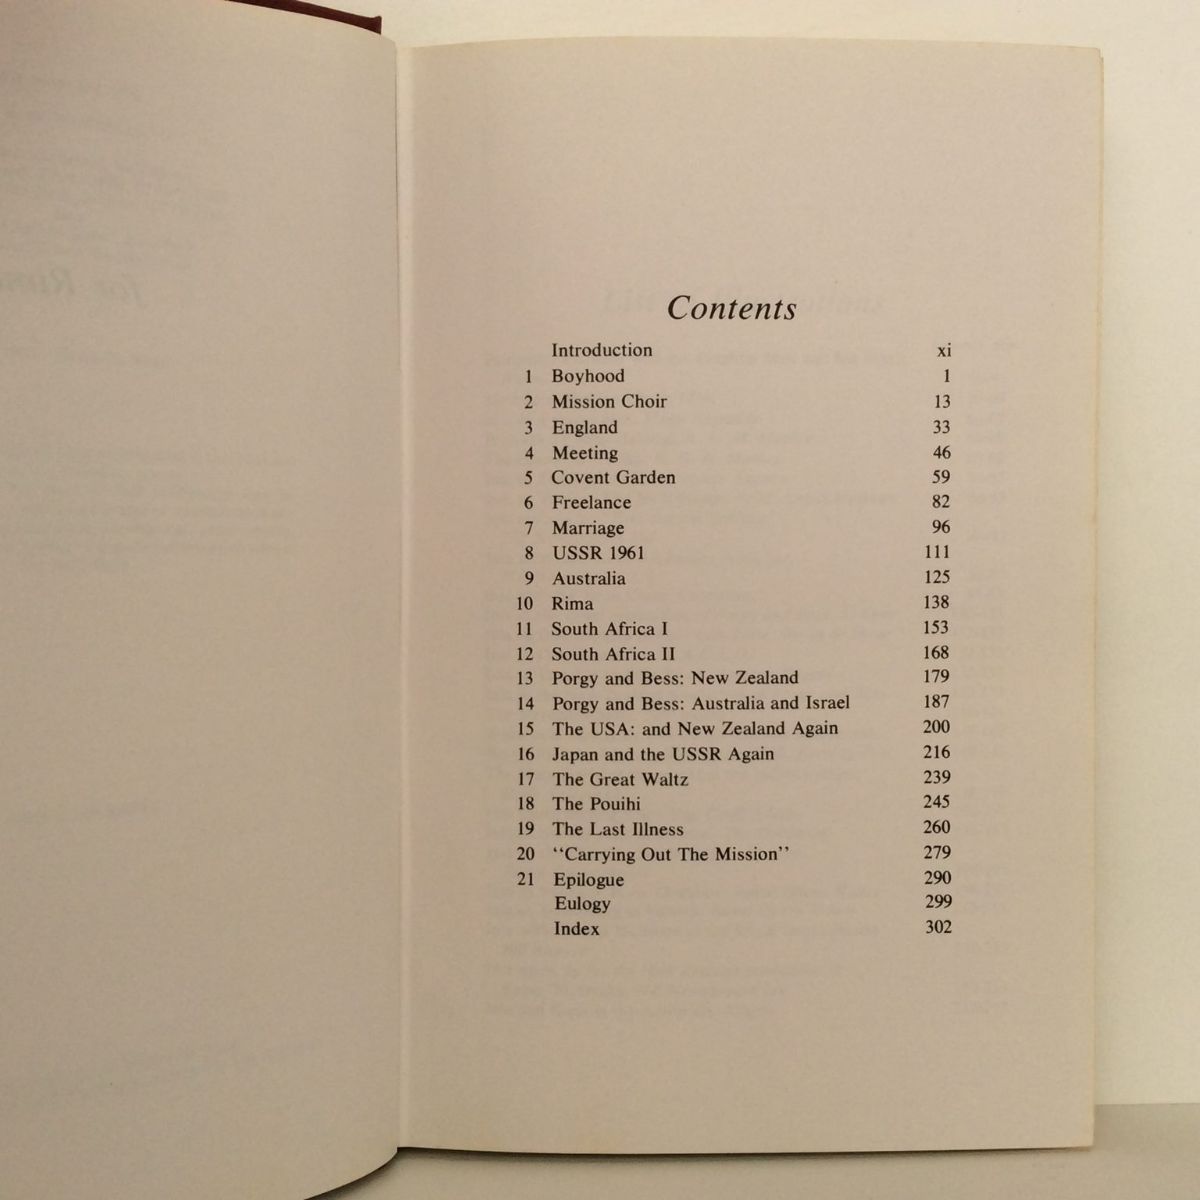 Contents
Introduction xi
1 Boyhood 1
2 Mission Choir 13
3 England 33
4 Meeting 46
5 Covent Garden 59
6 Freelance 82
7 Marriage 96
8 USSR 1961 111
9 Australia 125
10 Rima 138
11 South Africa I 153
12 South Africa II 168
13 Porgy and Bess: New Zealand 179
14 Porgy and Bess: Australia and Israel 187
15 The USA: and New Zealand Again 200
16 Japan and the USSR Again 216
17 The Great Waltz 239
18 The Pouihi 245
19 The Last Illness 260
20 ‘‘Carrying Out The Mission’’ 279
21 Epilogue 290
Eulogy 299
Index 302